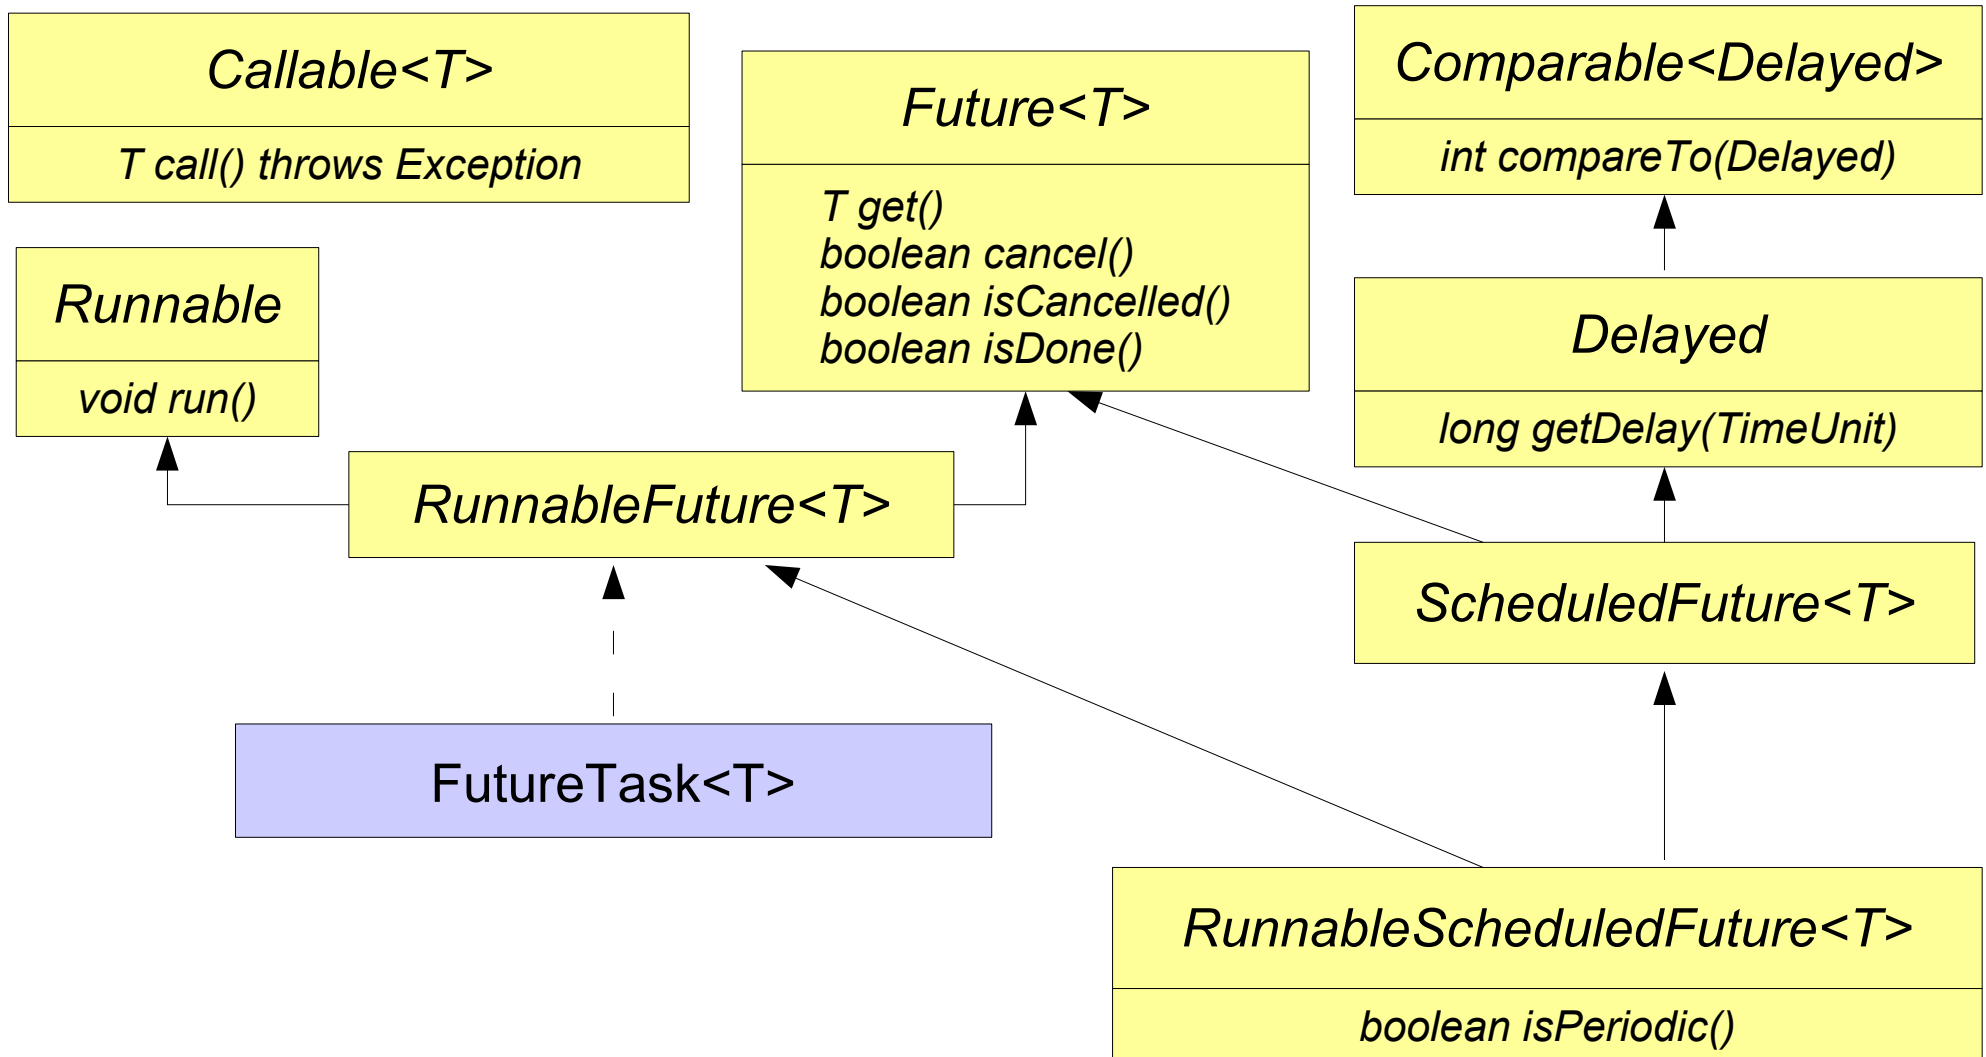 Callable<T>
T call() throws Exception
Future<T>
T get()
boolean cancel()
boolean isCancelled()
boolean isDone()
Comparable<Delayed>
int compareTo(Delayed)
Runnable
void run()
Delayed
long getDelay(TimeUnit)
RunnableFuture<T>
ScheduledFuture<T>
FutureTask<T>
RunnableScheduledFuture<T>
boolean isPeriodic()